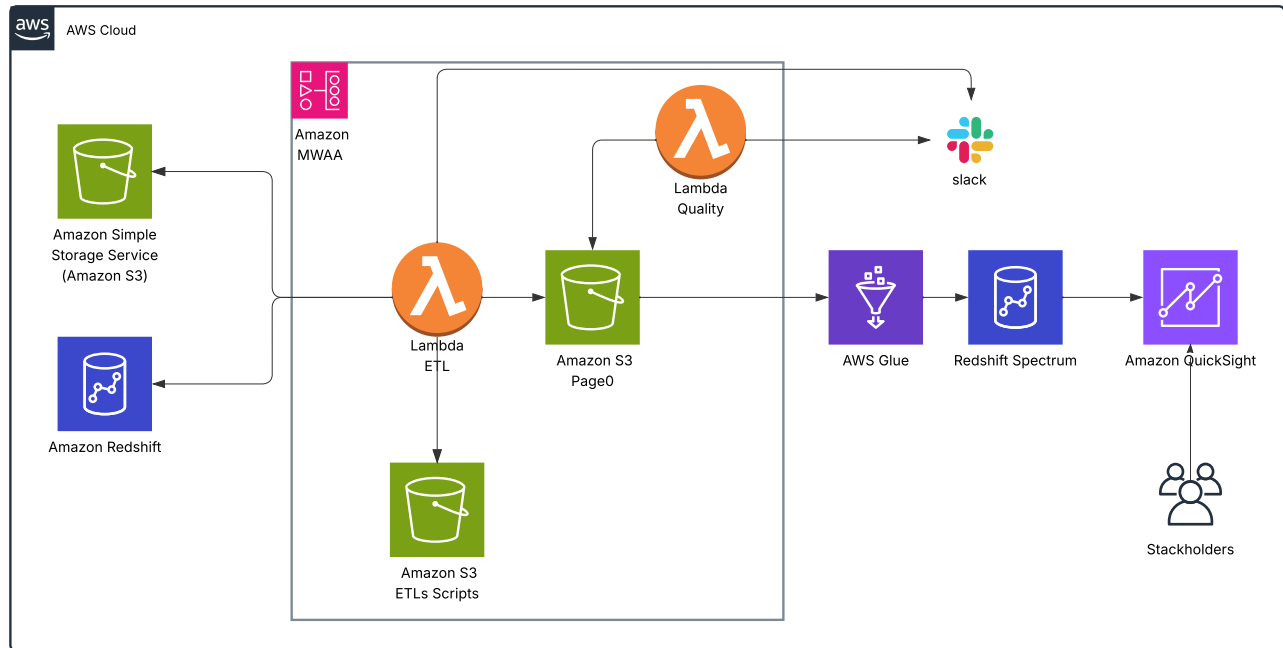 aws
AWS Cloud
Amazon
MWAA
Lambda
Quality
slack
Amazon Simple
Storage Service
(Amazon S3)
Lambda
ETL
Amazon S3
Page0
AWS Glue
Redshift Spectrum
Amazon QuickSight
Amazon Redshift
Amazon S3
ETLs Scripts
Stackholders